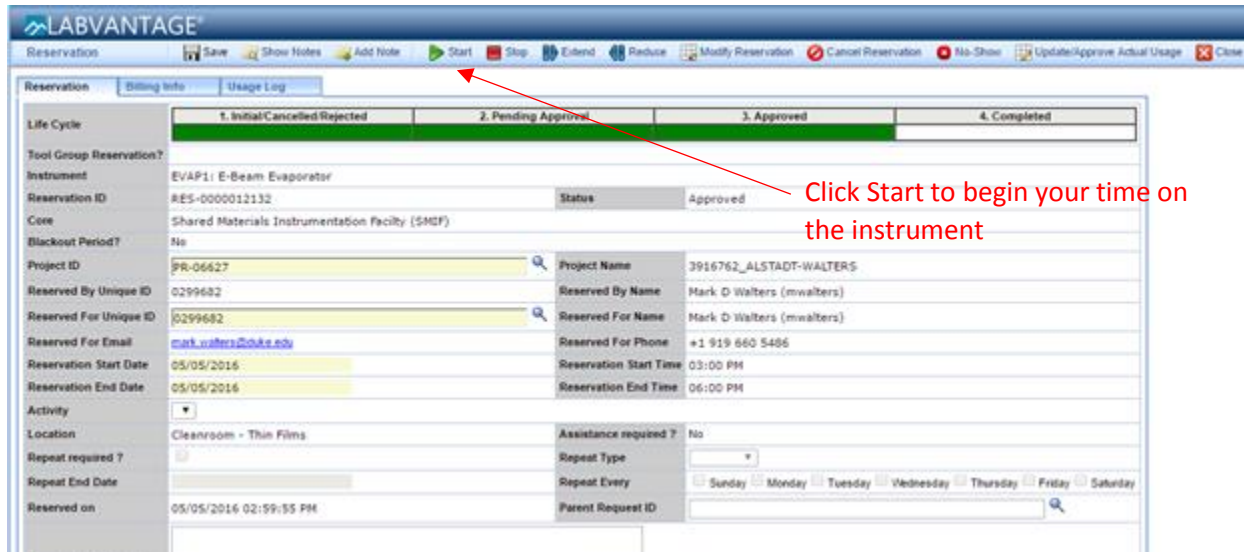 LABVANTAGE®
Reservation Save Show Notes Add Note Start Stop Extend Reduce Modify Reservation Cancel Reservation No-Show Update/Approve Actual Usage Close
Reservation Billing Info Usage Log
Life Cycle 1. Initial/Cancelled/Rejected 2. Pending Approval 3. Approved 4. Completed
Tool Group Reservation?
Instrument EVAP1: E-Beam Evaporator
Reservation ID RES-0000012132 Status Approved
Click Start to begin your time on
the instrument
Core Shared Materials Instrumentation Facilty (SMIF)
Blackout Period? No
Project ID PR-06627 Project Name 3916762_ALSTADT-WALTERS
Reserved By Unique ID 0299682 Reserved By Name Mark D Walters (mwalters)
Reserved For Unique ID 0299682 Reserved For Name Mark D Walters (mwalters)
Reserved For Email mark.walters@duke.edu Reserved For Phone +1 919 660 5486
Reservation Start Date 05/05/2016 Reservation Start Time 03:00 PM
Reservation End Date 05/05/2016 Reservation End Time 06:00 PM
Activity
Location Cleanroom - Thin Films Assistance required ? No
Repeat required ? Repeat Type
Repeat End Date Repeat Every Sunday Monday Tuesday Wednesday Thursday Friday Saturday
Reserved on 05/05/2016 02:59:55 PM Parent Request ID